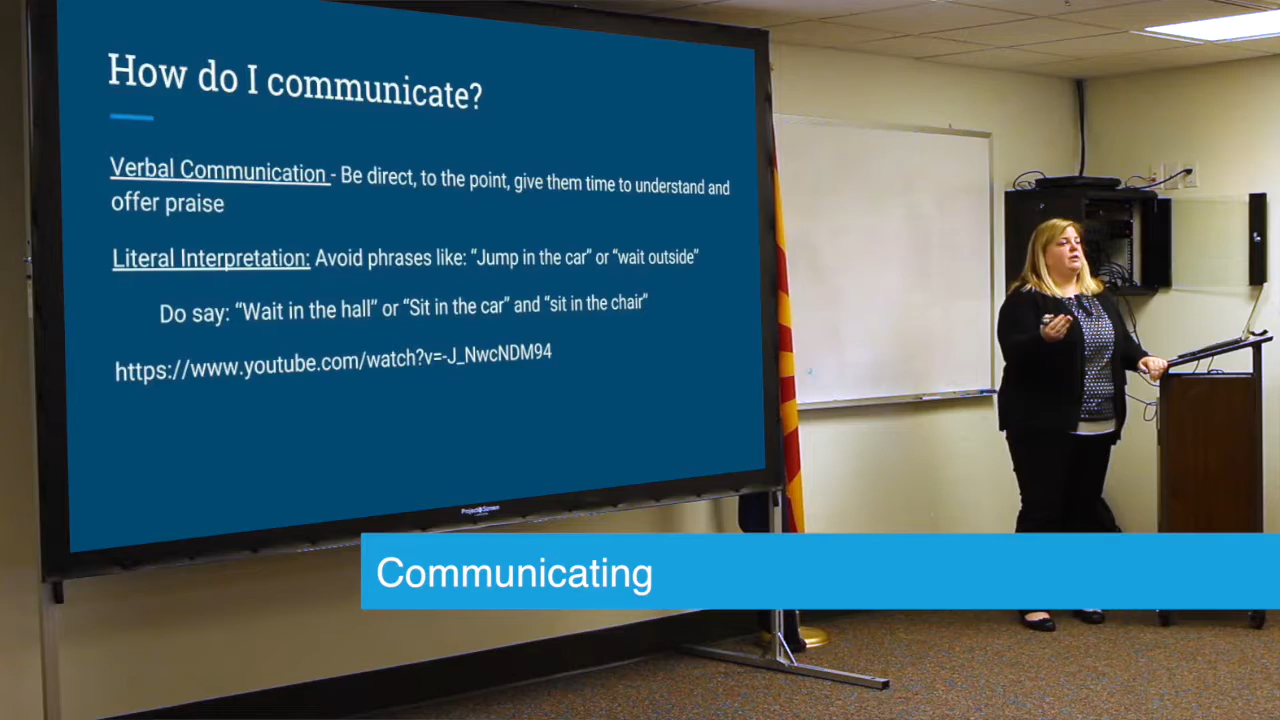 How do I communicate?
Verbal Communication - Be direct, to the point, give them time to understand and
offer praise
Literal Interpretation: Avoid phrases like: “Jump in the car” or “wait outside”
Do say: “Wait in the hall” or “Sit in the car” and “sit in the chair”
https://www.youtube.com/watch?v=-J_NwcNDM94
Communicating